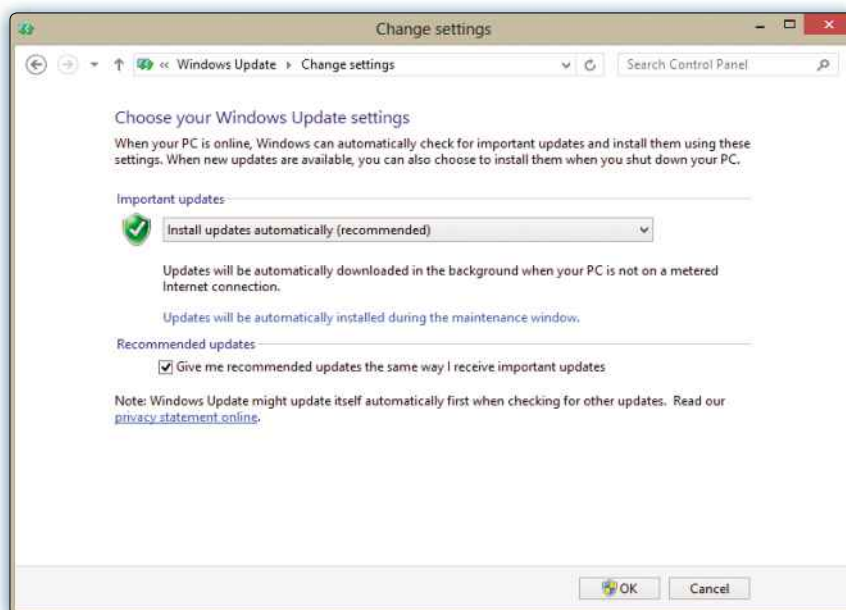 Change settings
« Windows Update ▸ Change settings
Search Control Panel
Choose your Windows Update settings
When your PC is online, Windows can automatically check for important updates and install them using these
settings. When new updates are available, you can also choose to install them when you shut down your PC.
Important updates
Install updates automatically (recommended)
Updates will be automatically downloaded in the background when your PC is not on a metered
Internet connection.
Updates will be automatically installed during the maintenance window.
Recommended updates
Give me recommended updates the same way I receive important updates
Note: Windows Update might update itself automatically first when checking for other updates. Read our
privacy statement online.
OK
Cancel